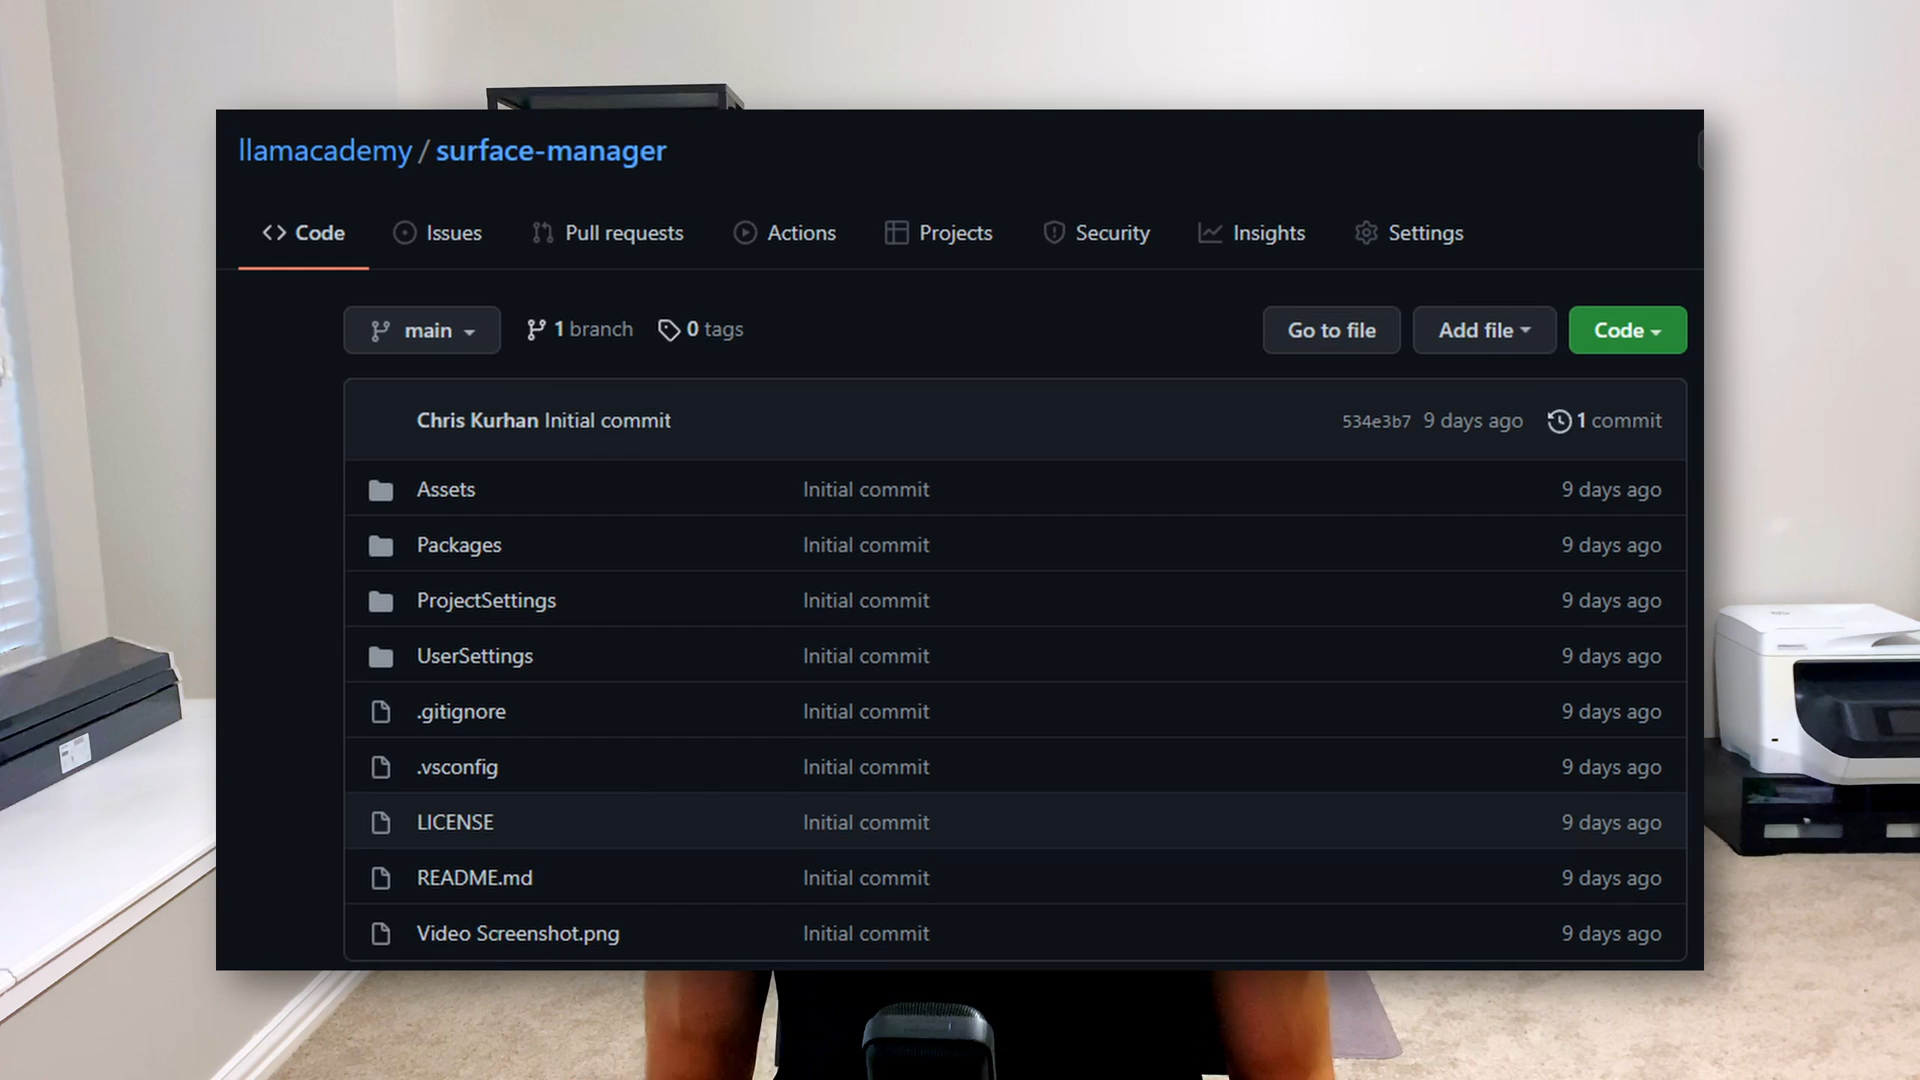 llamacademy / surface-manager
Code Issues Pull requests Actions Projects Security Insights Settings
main 1 branch 0 tags Go to file Add file Code
Chris Kurhan Initial commit 534e3b7 9 days ago 1 commit
Assets Initial commit 9 days ago
Packages Initial commit 9 days ago
ProjectSettings Initial commit 9 days ago
UserSettings Initial commit 9 days ago
.gitignore Initial commit 9 days ago
.vsconfig Initial commit 9 days ago
LICENSE Initial commit 9 days ago
README.md Initial commit 9 days ago
Video Screenshot.png Initial commit 9 days ago